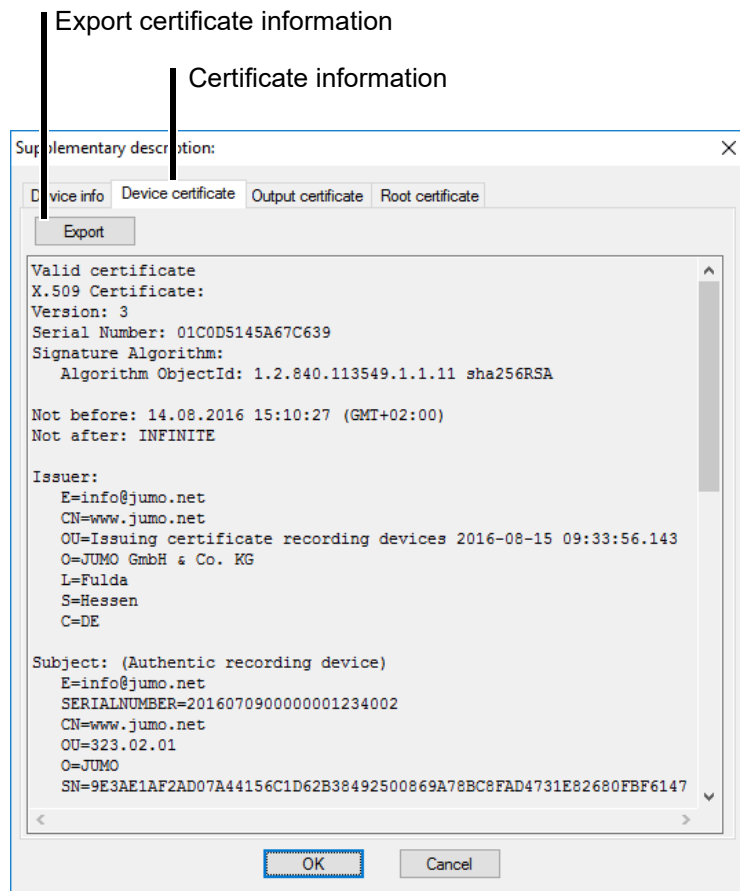 Export certificate information
Certificate information
Supplementary description:
Device info Device certificate Output certificate Root certificate
Export
Valid certificate
X.509 Certificate:
Version: 3
Serial Number: 01C0D5145A67C639
Signature Algorithm:
Algorithm ObjectId: 1.2.840.113549.1.1.11 sha256RSA
Not before: 14.08.2016 15:10:27 (GMT+02:00)
Not after: INFINITE
Issuer:
E=info@jumo.net
CN=www.jumo.net
OU=Issuing certificate recording devices 2016-08-15 09:33:56.143
O=JUMO GmbH & Co. KG
L=Fulda
S=Hessen
C=DE
Subject: (Authentic recording device)
E=info@jumo.net
SERIALNUMBER=2016070900000001234002
CN=www.jumo.net
OU=323.02.01
O=JUMO
SN=9E3AE1AF2AD07A44156C1D62B38492500869A78BC8FAD4731E82680FBF6147
OK Cancel